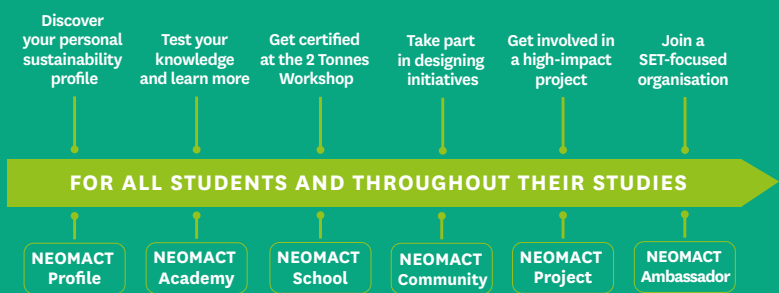 Discover
your personal
sustainability
profile
Test your
knowledge
and learn more
Get certified
at the 2 Tonnes
Workshop
Take part
in designing
initiatives
Get involved in
a high-impact
project
Join a
SET-focused
organisation
FOR ALL STUDENTS AND THROUGHOUT THEIR STUDIES
NEOMACT
Profile
NEOMACT
Academy
NEOMACT
School
NEOMACT
Community
NEOMACT
Project
NEOMACT
Ambassador